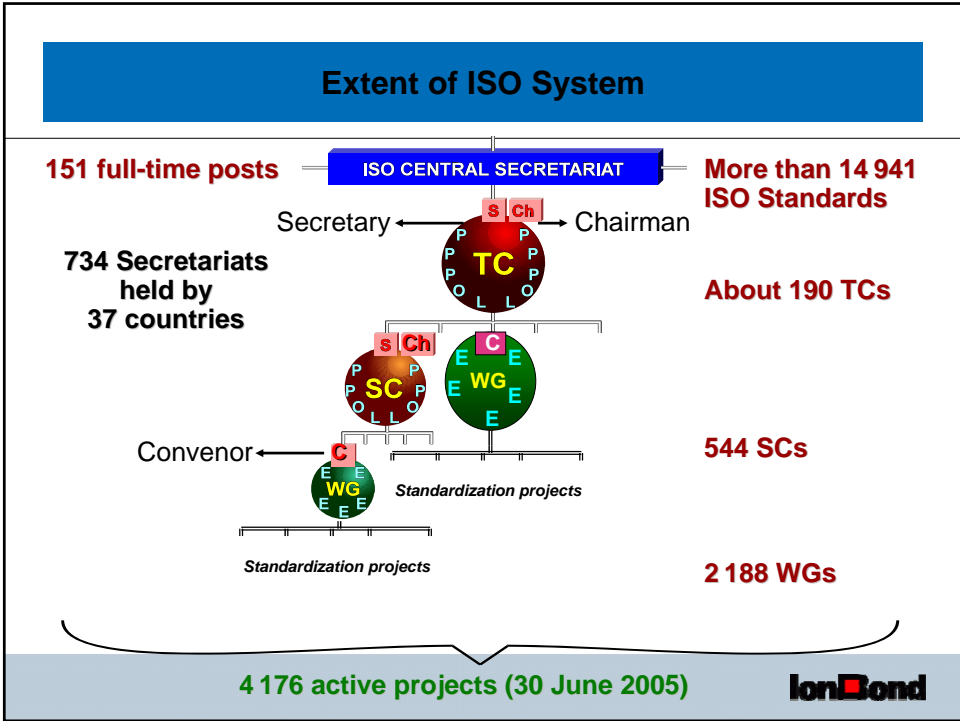 Extent of ISO System
151 full-time posts
ISO CENTRAL SECRETARIAT
More than 14 941
ISO Standards
S Ch
Secretary
Chairman
P P
P P
P P
O O
L L
TC
734 Secretariats
held by
37 countries
About 190 TCs
S Ch
P P
P P
O O
L L
SC
C
E E
E E
E
WG
544 SCs
Convenor
C
E E
E E
E
WG
Standardization projects
Standardization projects
2 188 WGs
4 176 active projects (30 June 2005)
IonBond